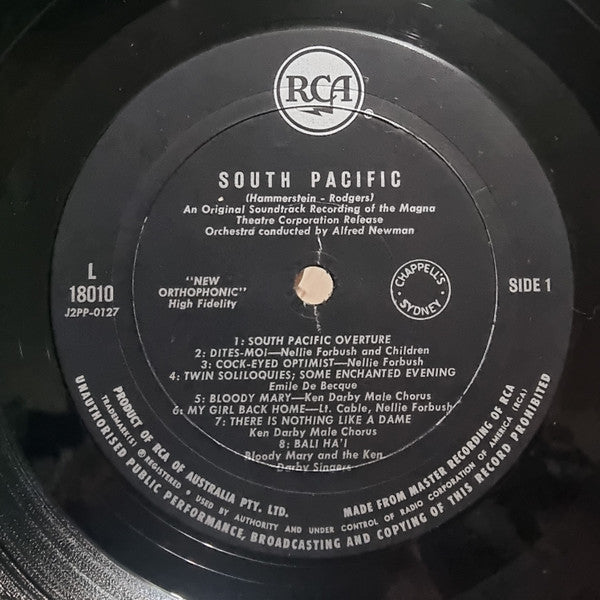 RCA
®
SOUTH PACIFIC
(Hammerstein - Rodgers)
An Original Soundtrack Recording of the Magna
Theatre Corporation Release
Orchestra conducted by Alfred Newman
L
18010
J2PP-0127
"NEW
ORTHOPHONIC"
High Fidelity
CHAPPELL'S
SYDNEY
SIDE 1
1: SOUTH PACIFIC OVERTURE
2: DITES-MOI—Nellie Forbush and Children
3: COCK-EYED OPTIMIST—Nellie Forbush
4: TWIN SOLILOQUIES; SOME ENCHANTED EVENING
Emile De Becque
5: BLOODY MARY—Ken Darby Male Chorus
6: MY GIRL BACK HOME—Lt. Cable, Nellie Forbush
7: THERE IS NOTHING LIKE A DAME
Ken Darby Male Chorus
8: BALI HA'I
Bloody Mary and the Ken
Darby Singers
PRODUCT OF RCA OF AUSTRALIA PTY. LTD. MADE FROM MASTER RECORDING OF RCA
TRADEMARK(S) ® REGISTERED • USED BY AUTHORITY AND UNDER CONTROL OF RADIO CORPORATION OF AMERICA (RCA)
UNAUTHORISED PUBLIC PERFORMANCE, BROADCASTING AND COPYING OF THIS RECORD PROHIBITED